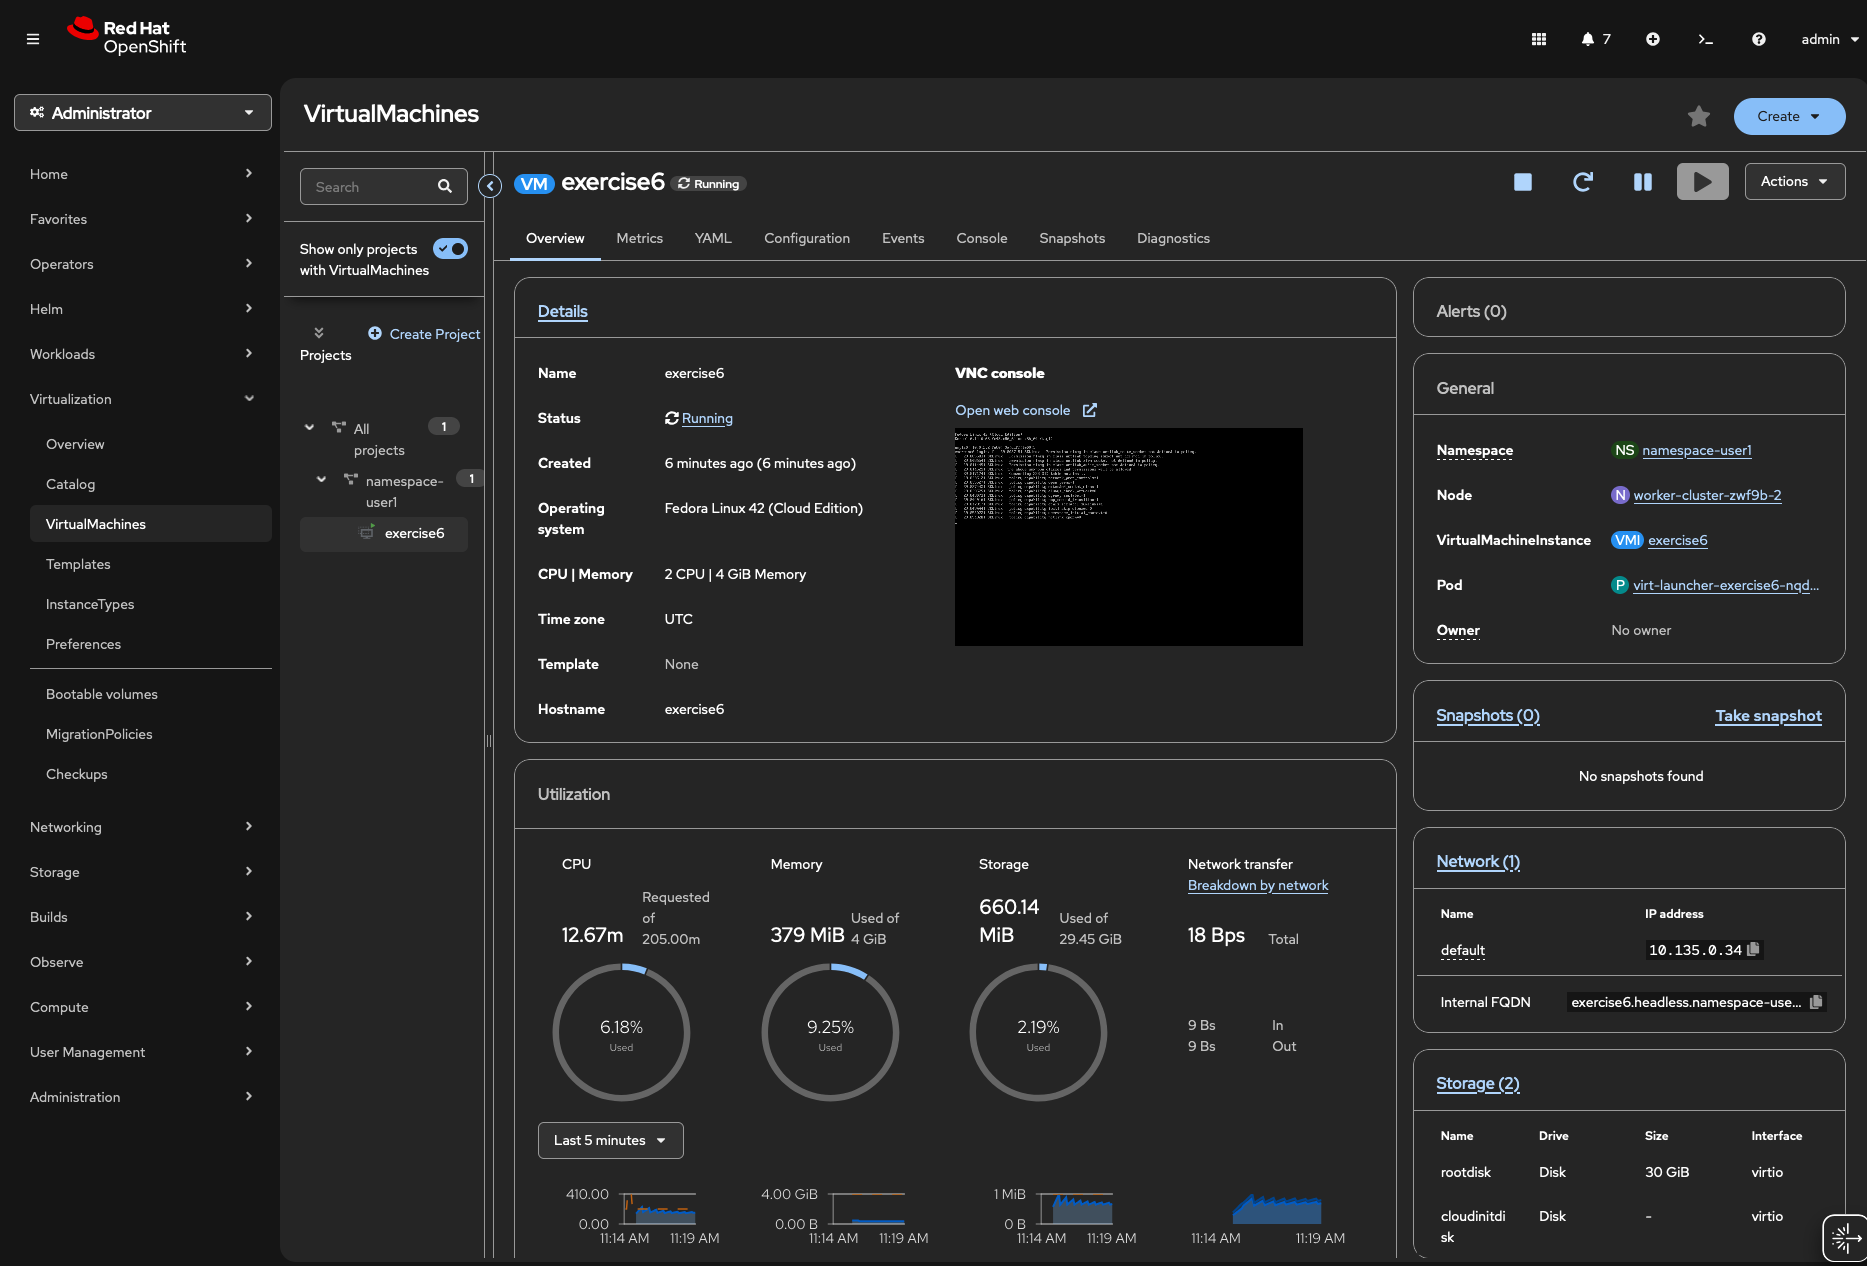 Red Hat
OpenShift
7
admin
Administrator
Home
Favorites
Operators
Helm
Workloads
Virtualization
Overview
Catalog
VirtualMachines
Templates
InstanceTypes
Preferences
Bootable volumes
MigrationPolicies
Checkups
Networking
Storage
Builds
Observe
Compute
User Management
Administration
VirtualMachines
Create
Search
Show only projects
with VirtualMachines
Create Project
Projects
All
projects
1
namespace-
user1
1
exercise6
VM exercise6 Running
Actions
Overview Metrics YAML Configuration Events Console Snapshots Diagnostics
Details
Name exercise6
Status Running
Created 6 minutes ago (6 minutes ago)
Operating
system
Fedora Linux 42 (Cloud Edition)
CPU | Memory 2 CPU | 4 GiB Memory
Time zone UTC
Template None
Hostname exercise6
VNC console
Open web console
Utilization
CPU
12.67m
Requested
of
205.00m
6.18%
Used
Memory
379 MiB
Used of
4 GiB
9.25%
Used
Storage
660.14
MiB
Used of
29.45 GiB
2.19%
Used
Network transfer
Breakdown by network
18 Bps Total
9 Bs In
9 Bs Out
Last 5 minutes
410.00
0.00
11:14 AM 11:19 AM
4.00 GiB
0.00 B
11:14 AM 11:19 AM
1 MiB
0 B
11:14 AM 11:19 AM
11:14 AM 11:19 AM
Alerts (0)
General
Namespace NS namespace-user1
Node N worker-cluster-zwf9b-2
VirtualMachineInstance VMI exercise6
Pod P virt-launcher-exercise6-nqd...
Owner No owner
Snapshots (0) Take snapshot
No snapshots found
Network (1)
Name IP address
default 10.135.0.34
Internal FQDN exercise6.headless.namespace-use...
Storage (2)
Name Drive Size Interface
rootdisk Disk 30 GiB virtio
cloudinitdi
sk
Disk - virtio